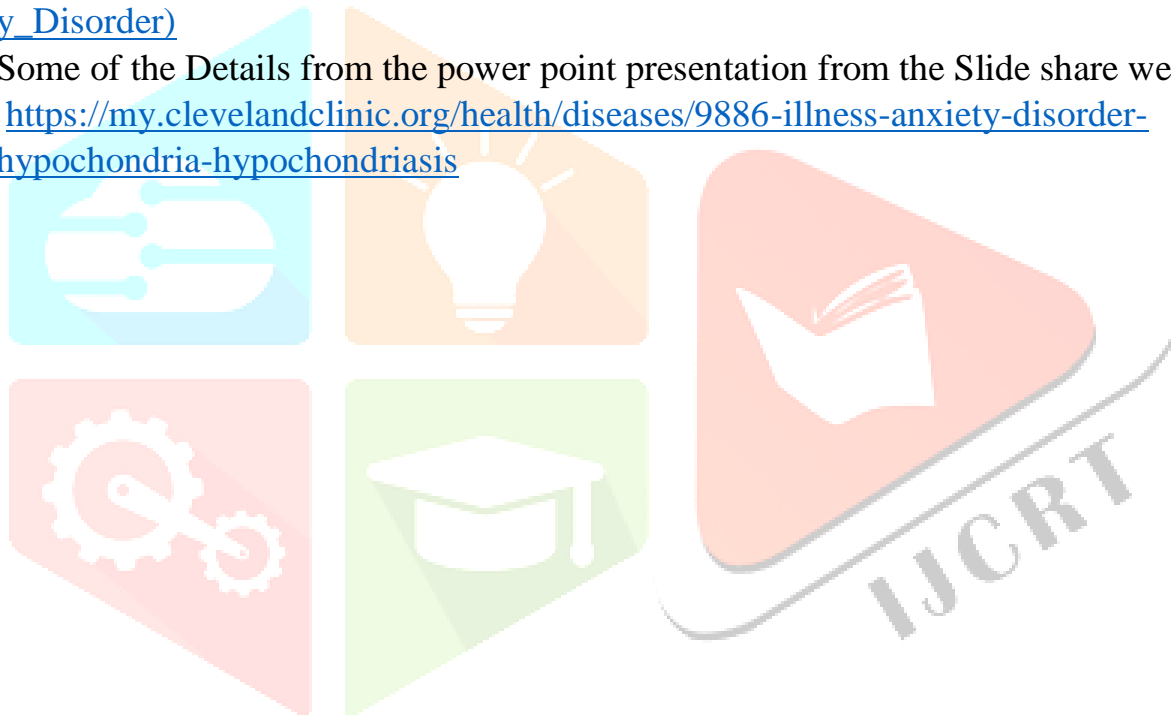 y_Disorder)
Some of the Details from the power point presentation from the Slide share we
https://my.clevelandclinic.org/health/diseases/9886-illness-anxiety-disorder-
hypochondria-hypochondriasis
IJCRT